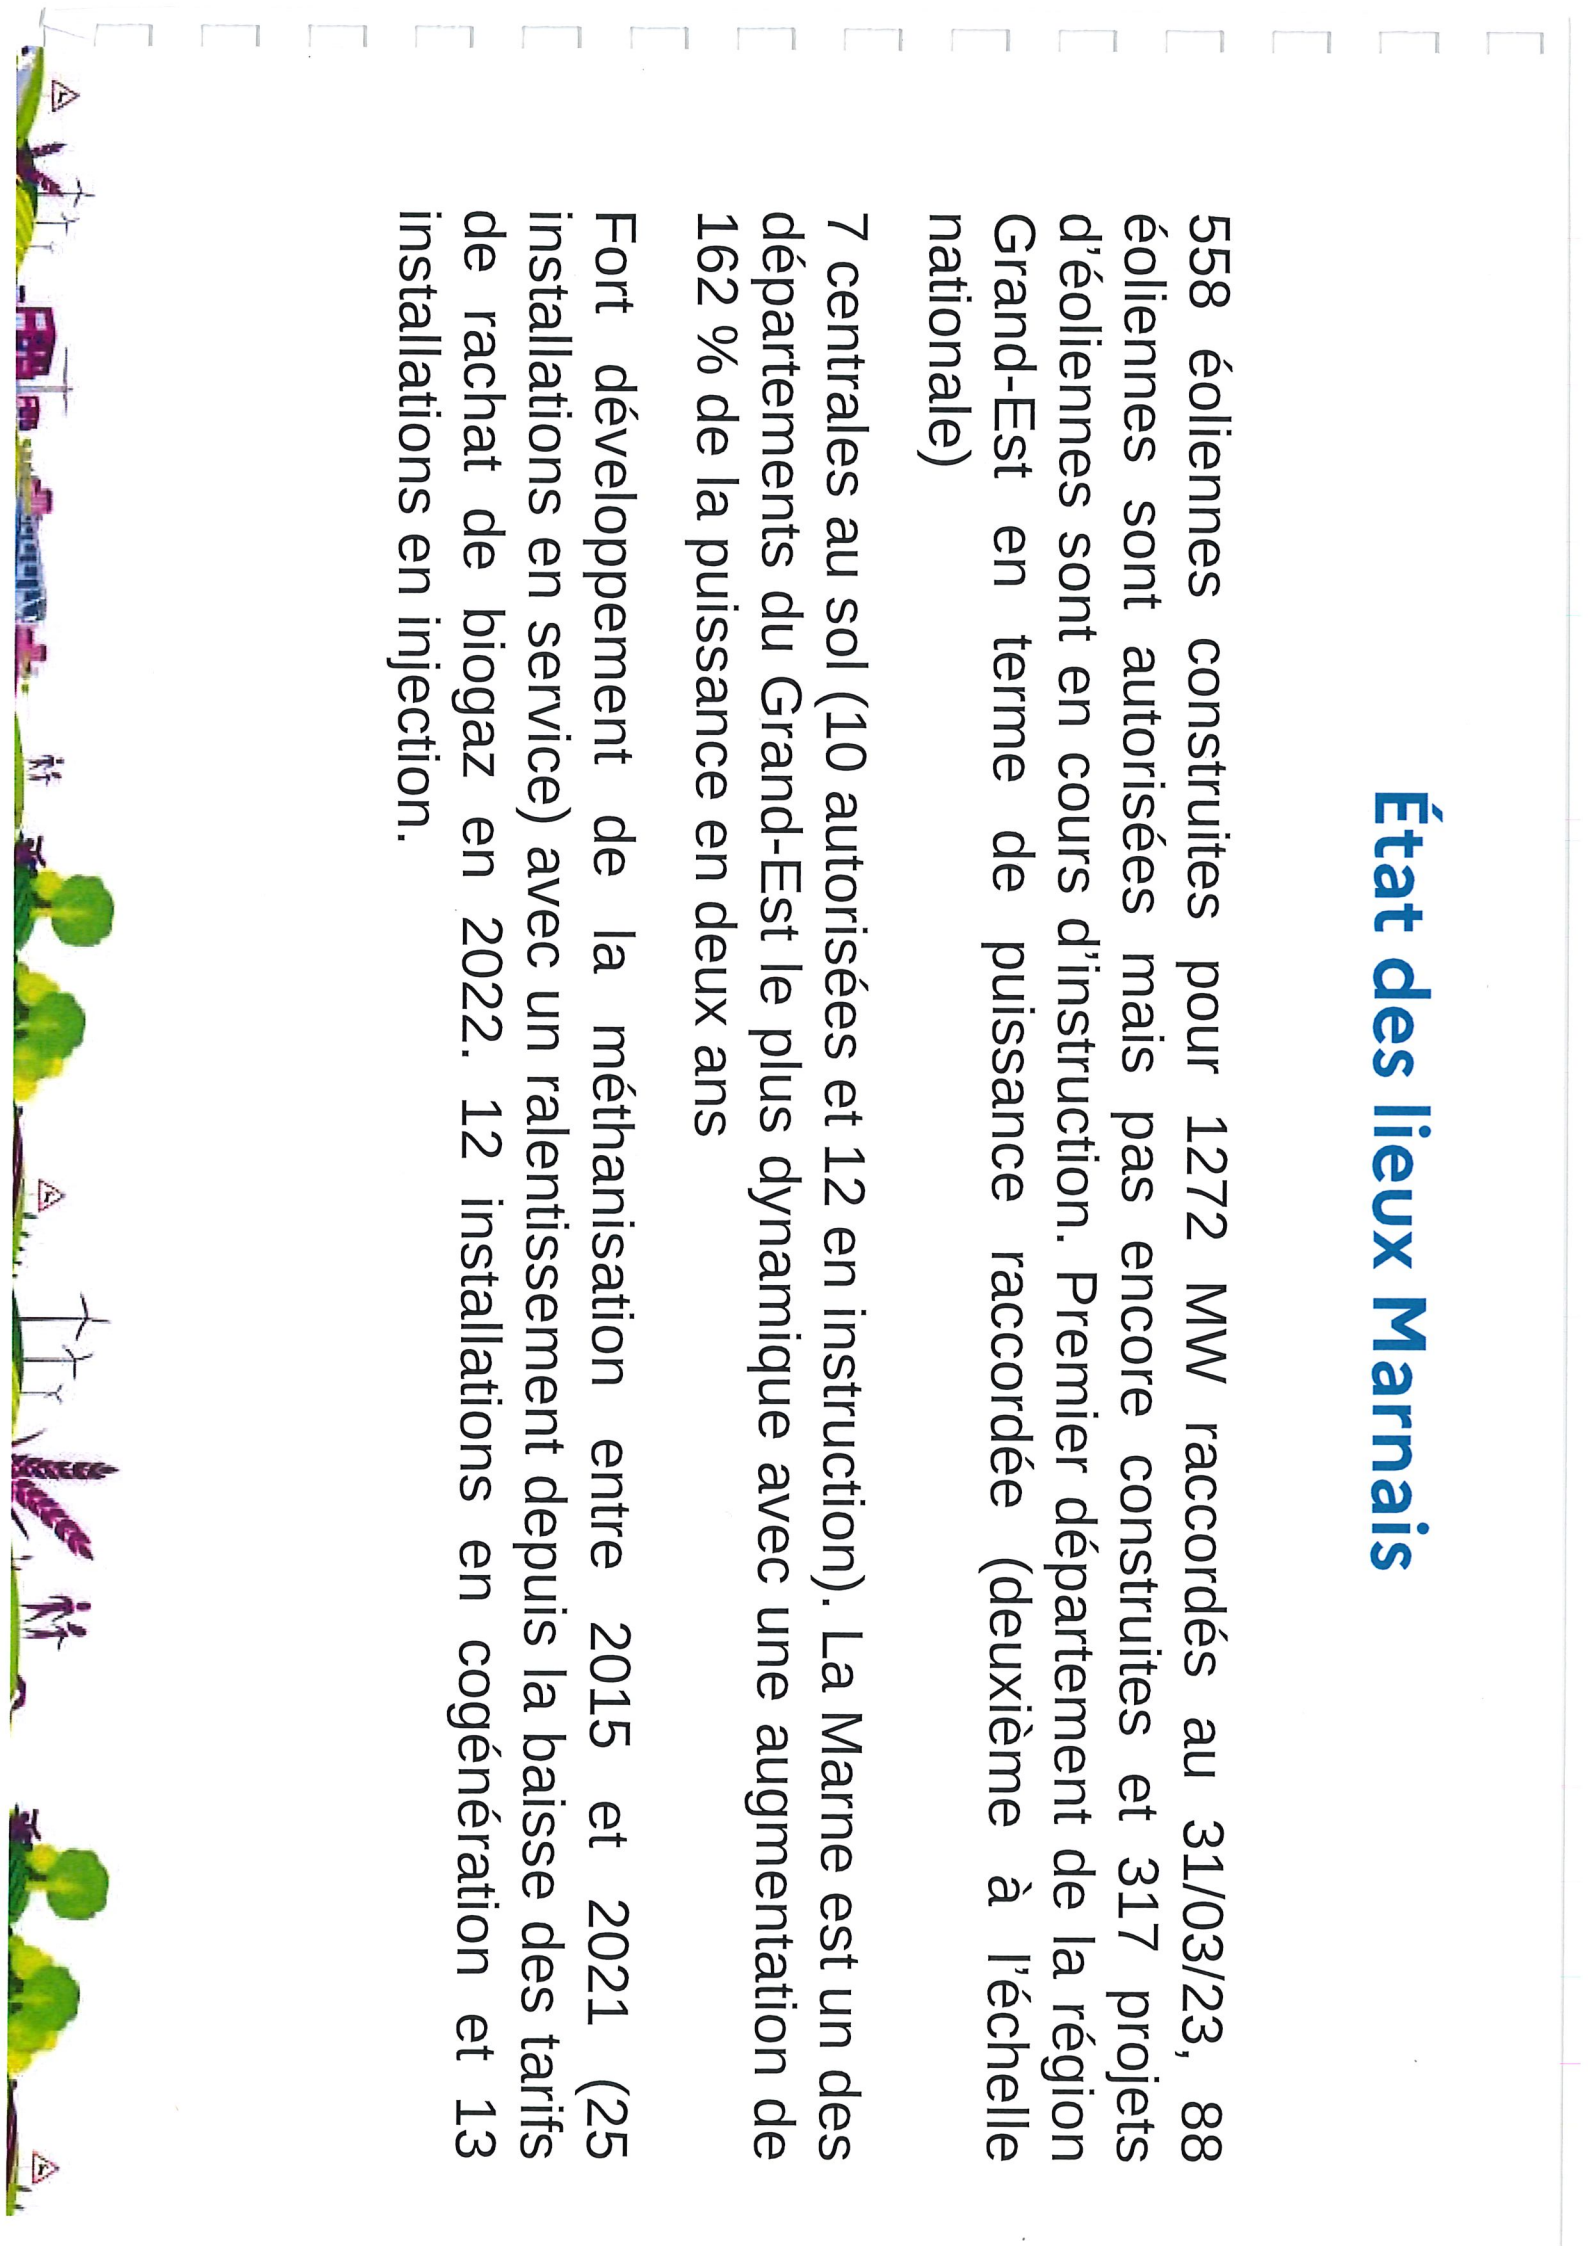 État des lieux Marnais
558 éoliennes construites pour 1272 MW raccordés au 31/03/23, 88
éoliennes sont autorisées mais pas encore construites et 317 projets
d'éoliennes sont en cours d'instruction. Premier département de la région
Grand-Est en terme de puissance raccordée (deuxième à l'échelle
nationale)
7 centrales au sol (10 autorisées et 12 en instruction). La Marne est un des
départements du Grand-Est le plus dynamique avec une augmentation de
162 % de la puissance en deux ans
Fort développement de la méthanisation entre 2015 et 2021 (25
installations en service) avec un ralentissement depuis la baisse des tarifs
de rachat de biogaz en 2022. 12 installations en cogénération et 13
installations en injection.